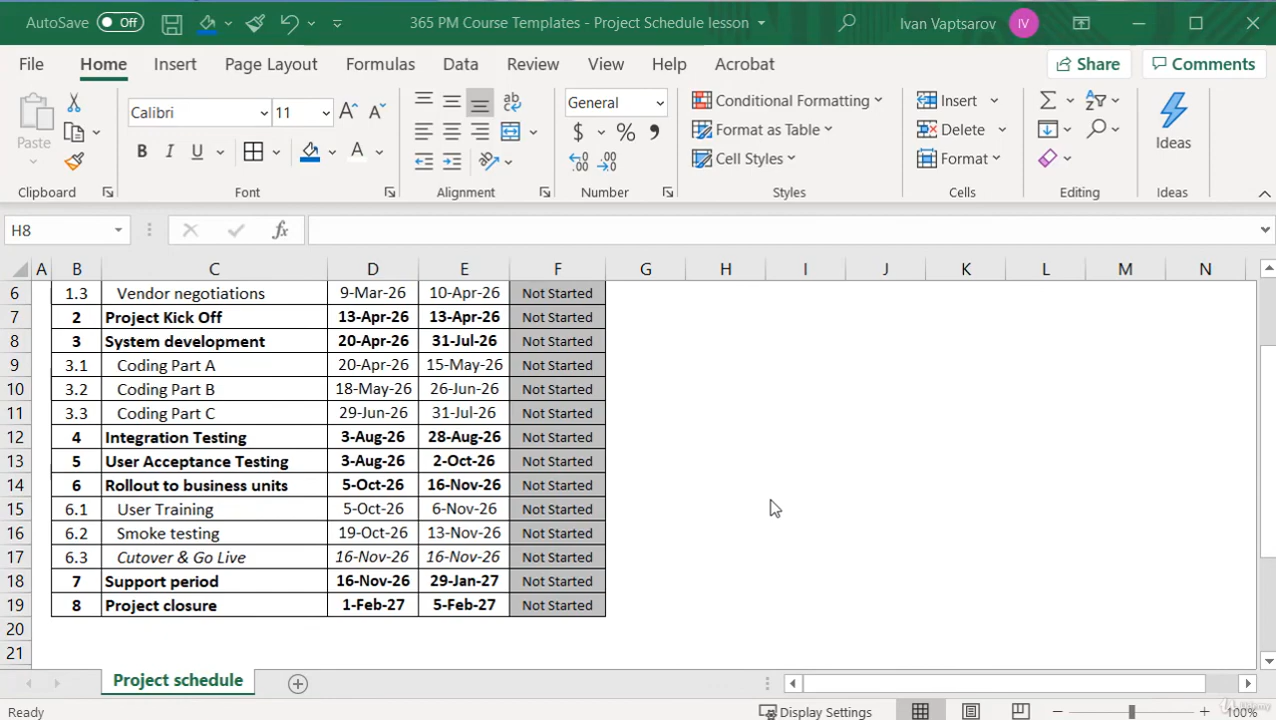 AutoSave Off 365 PM Course Templates - Project Schedule lesson Ivan Vaptsarov IV
File Home Insert Page Layout Formulas Data Review View Help Acrobat Share Comments
Calibri 11 General Conditional Formatting Insert
Paste B I U A $ % Format as Table Delete Ideas
Cell Styles Format
Clipboard Font Alignment Number Styles Cells Editing Ideas
H8 fx
A B C D E F G H I J K L M N
6 1.3 Vendor negotiations 9-Mar-26 10-Apr-26 Not Started
7 2 Project Kick Off 13-Apr-26 13-Apr-26 Not Started
8 3 System development 20-Apr-26 31-Jul-26 Not Started
9 3.1 Coding Part A 20-Apr-26 15-May-26 Not Started
10 3.2 Coding Part B 18-May-26 26-Jun-26 Not Started
11 3.3 Coding Part C 29-Jun-26 31-Jul-26 Not Started
12 4 Integration Testing 3-Aug-26 28-Aug-26 Not Started
13 5 User Acceptance Testing 3-Aug-26 2-Oct-26 Not Started
14 6 Rollout to business units 5-Oct-26 16-Nov-26 Not Started
15 6.1 User Training 5-Oct-26 6-Nov-26 Not Started
16 6.2 Smoke testing 19-Oct-26 13-Nov-26 Not Started
17 6.3 Cutover & Go Live 16-Nov-26 16-Nov-26 Not Started
18 7 Support period 16-Nov-26 29-Jan-27 Not Started
19 8 Project closure 1-Feb-27 5-Feb-27 Not Started
20
21
Project schedule
Ready Display Settings 100%